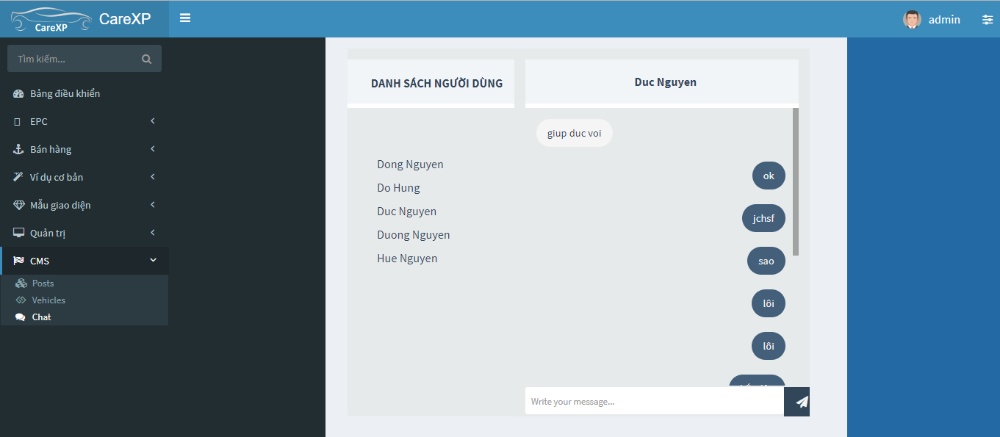 CareXP
CareXP
admin
Tìm kiếm...
Bảng điều khiển
EPC
Bán hàng
Ví dụ cơ bản
Mẫu giao diện
Quản trị
CMS
Posts
Vehicles
Chat
DANH SÁCH NGƯỜI DÙNG
Dong Nguyen
Do Hung
Duc Nguyen
Duong Nguyen
Hue Nguyen
Duc Nguyen
giup duc voi
ok
jchsf
sao
lôi
lôi
Write your message...